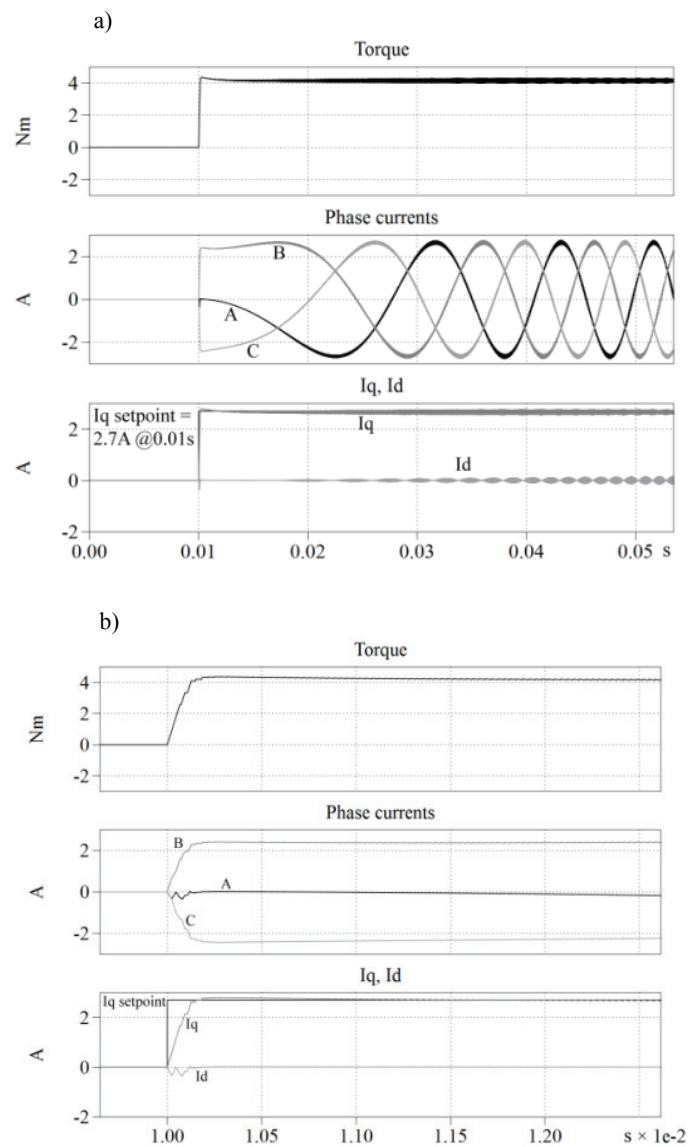 a)
Torque
4
2
0
-2
Nm
Phase currents
2
0
-2
A
B
A
C
Iq, Id
Iq setpoint =
2.7A @0.01s
2
0
-2
A
Iq
Id
0.00 0.01 0.02 0.03 0.04 0.05 s
b)
Torque
4
2
0
-2
Nm
Phase currents
2
0
-2
A
B
A
C
Iq, Id
Iq setpoint
2
0
-2
A
Iq
Id
1.00 1.05 1.10 1.15 1.20 s × 1e-2